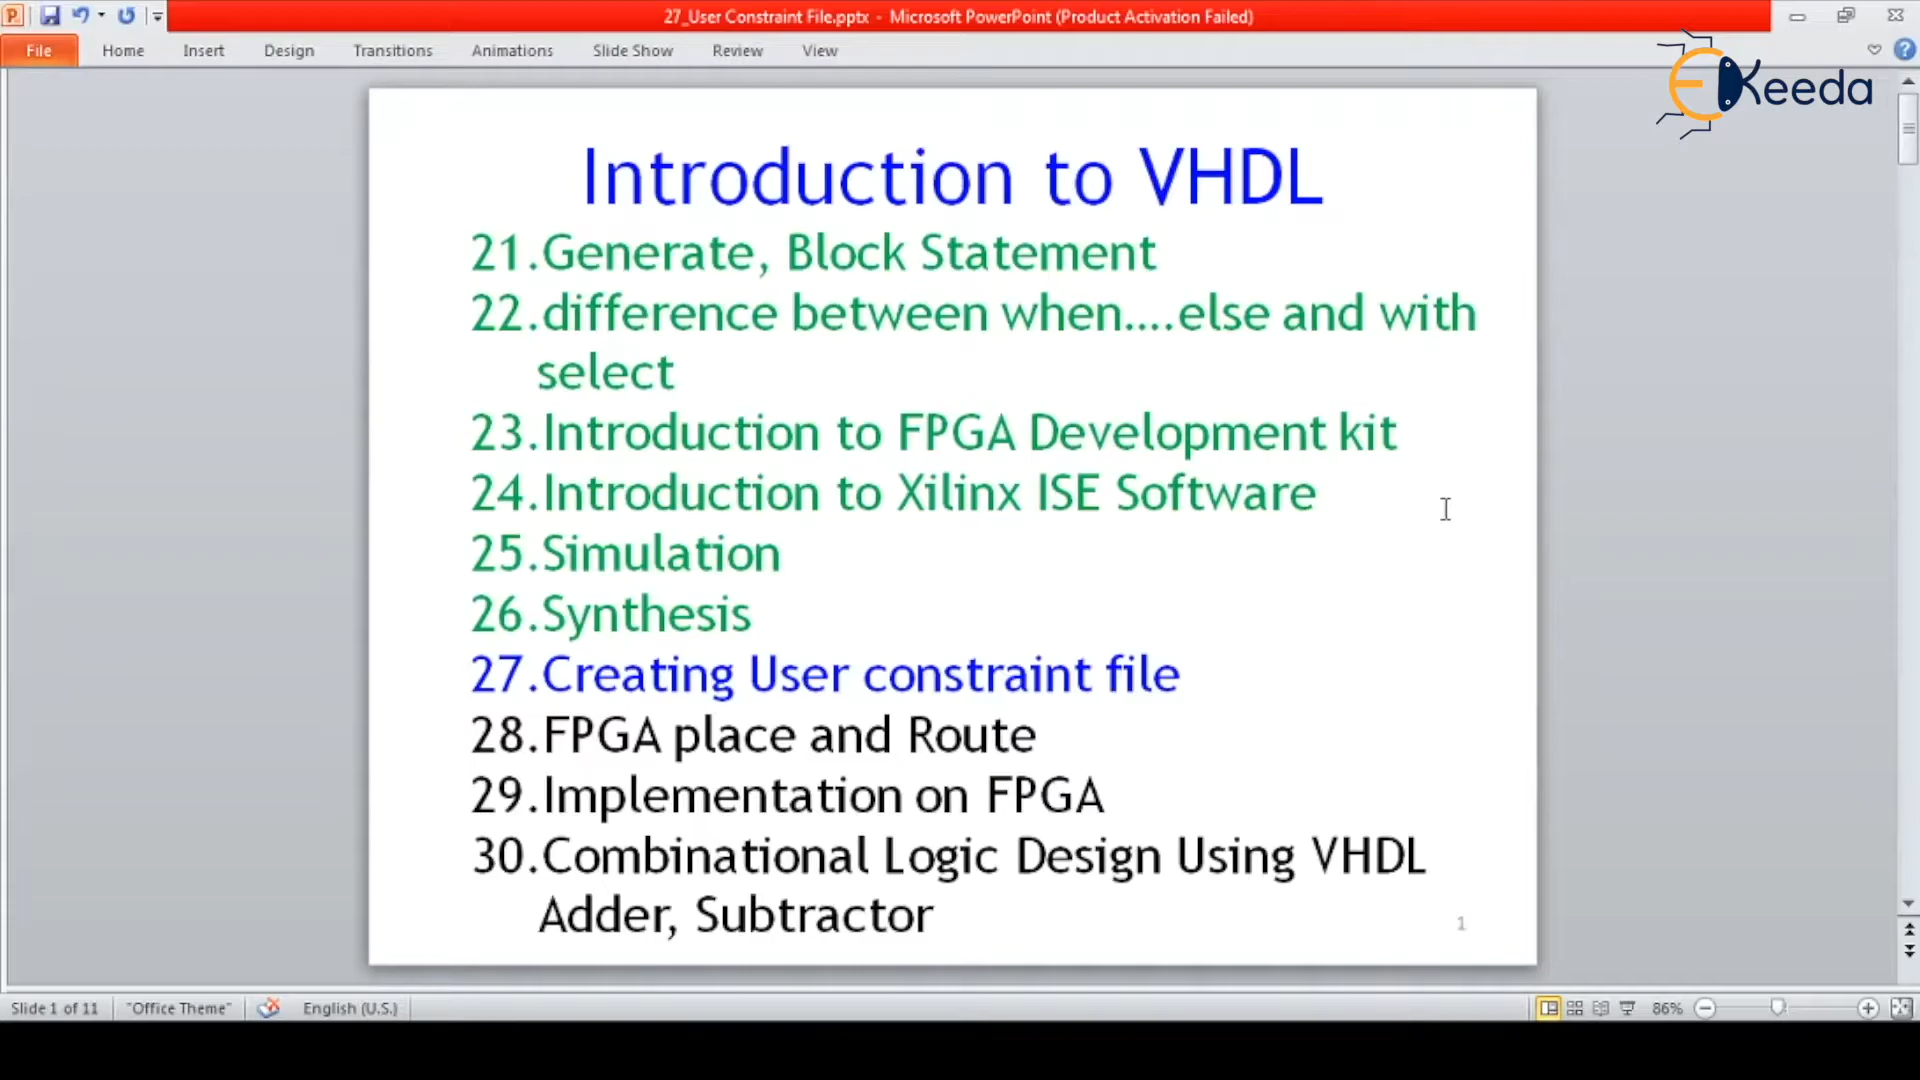 27_User Constraint File.pptx - Microsoft PowerPoint (Product Activation Failed)
File Home Insert Design Transitions Animations Slide Show Review View
EKeeda
Introduction to VHDL
21.Generate, Block Statement
22.difference between when....else and with
select
23.Introduction to FPGA Development kit
24.Introduction to Xilinx ISE Software
25.Simulation
26.Synthesis
27.Creating User constraint file
28.FPGA place and Route
29.Implementation on FPGA
30.Combinational Logic Design Using VHDL
Adder, Subtractor
1
Slide 1 of 11 "Office Theme" English (U.S.) 86%